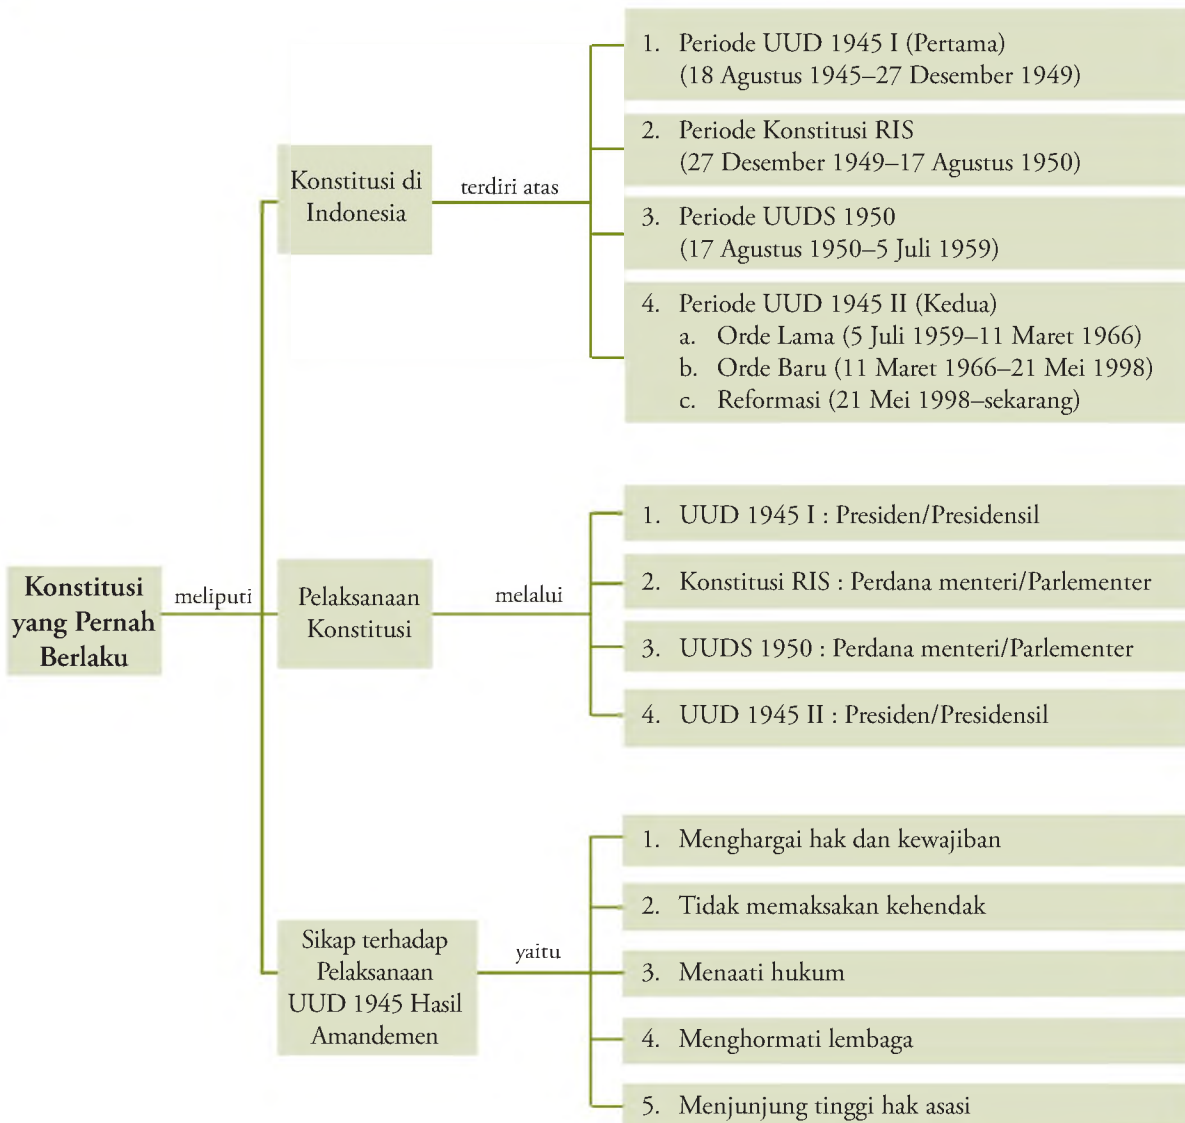 Konstitusi
yang Pernah
Berlaku
meliputi
Konstitusi di
Indonesia
terdiri atas
1. Periode UUD 1945 I (Pertama)
(18 Agustus 1945–27 Desember 1949)
2. Periode Konstitusi RIS
(27 Desember 1949–17 Agustus 1950)
3. Periode UUDS 1950
(17 Agustus 1950–5 Juli 1959)
4. Periode UUD 1945 II (Kedua)
a. Orde Lama (5 Juli 1959–11 Maret 1966)
b. Orde Baru (11 Maret 1966–21 Mei 1998)
c. Reformasi (21 Mei 1998–sekarang)
Pelaksanaan
Konstitusi
melalui
1. UUD 1945 I : Presiden/Presidensil
2. Konstitusi RIS : Perdana menteri/Parlementer
3. UUDS 1950 : Perdana menteri/Parlementer
4. UUD 1945 II : Presiden/Presidensil
Sikap terhadap
Pelaksanaan
UUD 1945 Hasil
Amandemen
yaitu
1. Menghargai hak dan kewajiban
2. Tidak memaksakan kehendak
3. Menaati hukum
4. Menghormati lembaga
5. Menjunjung tinggi hak asasi